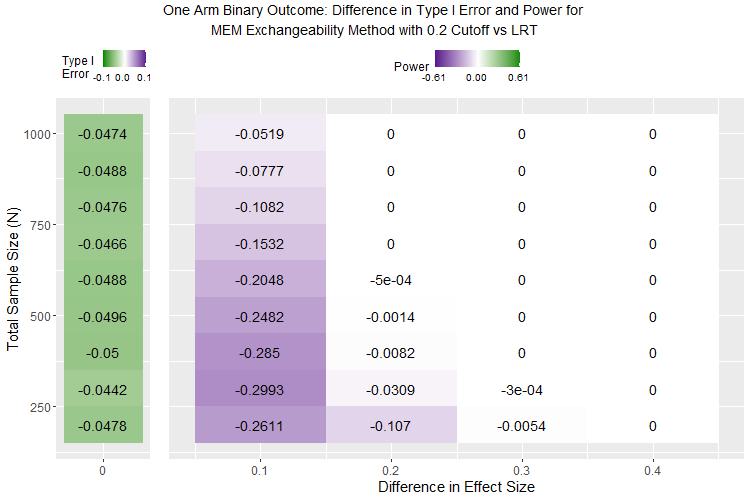 One Arm Binary Outcome: Difference in Type I Error and Power for
MEM Exchangeability Method with 0.2 Cutoff vs LRT
Type I
Error
-0.1 0.0 0.1
Power
-0.61 0.00 0.61
Total Sample Size (N)
1000 -0.0474 -0.0519 0 0 0
-0.0488 -0.0777 0 0 0
-0.0476 -0.1082 0 0 0
750
-0.0466 -0.1532 0 0 0
-0.0488 -0.2048 -5e-04 0 0
500 -0.0496 -0.2482 -0.0014 0 0
-0.05 -0.285 -0.0082 0 0
-0.0442 -0.2993 -0.0309 -3e-04 0
250
-0.0478 -0.2611 -0.107 -0.0054 0
0 0.1 0.2 0.3 0.4
Difference in Effect Size